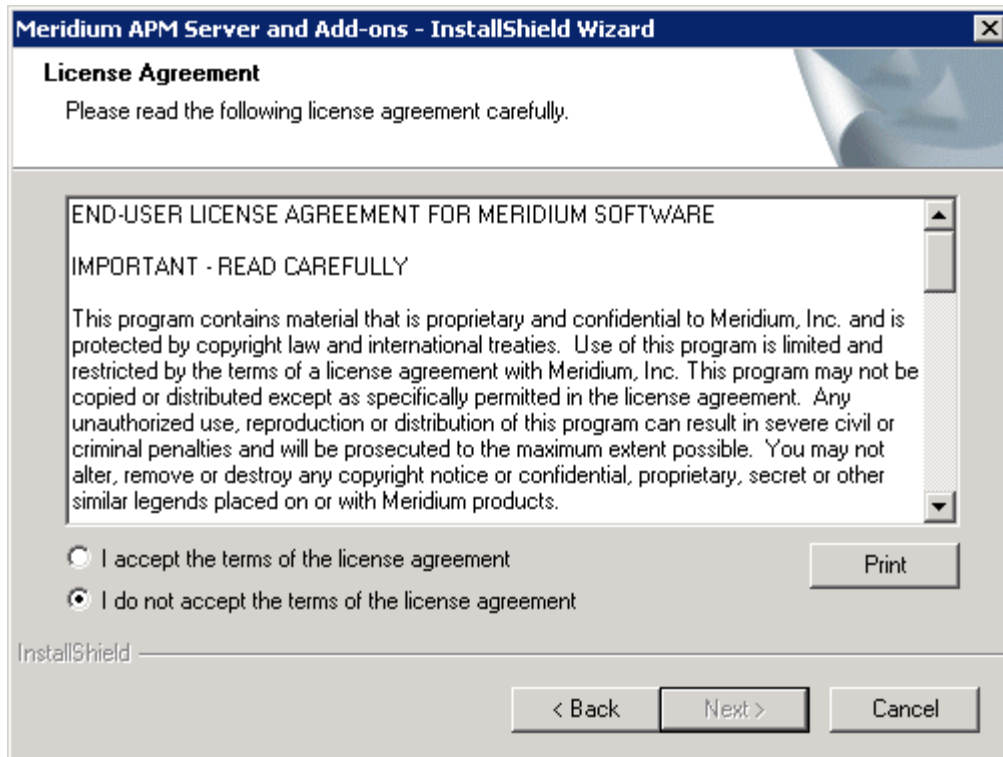 Meridium APM Server and Add-ons - InstallShield Wizard
License Agreement
Please read the following license agreement carefully.
END-USER LICENSE AGREEMENT FOR MERIDIUM SOFTWARE
IMPORTANT - READ CAREFULLY
This program contains material that is proprietary and confidential to Meridium, Inc. and is
protected by copyright law and international treaties.  Use of this program is limited and
restricted by the terms of a license agreement with Meridium, Inc. This program may not be
copied or distributed except as specifically permitted in the license agreement.  Any
unauthorized use, reproduction or distribution of this program can result in severe civil or
criminal penalties and will be prosecuted to the maximum extent possible.  You may not
alter, remove or destroy any copyright notice or confidential, proprietary, secret or other
similar legends placed on or with Meridium products.
I accept the terms of the license agreement
Print
I do not accept the terms of the license agreement
InstallShield
< Back
Next >
Cancel